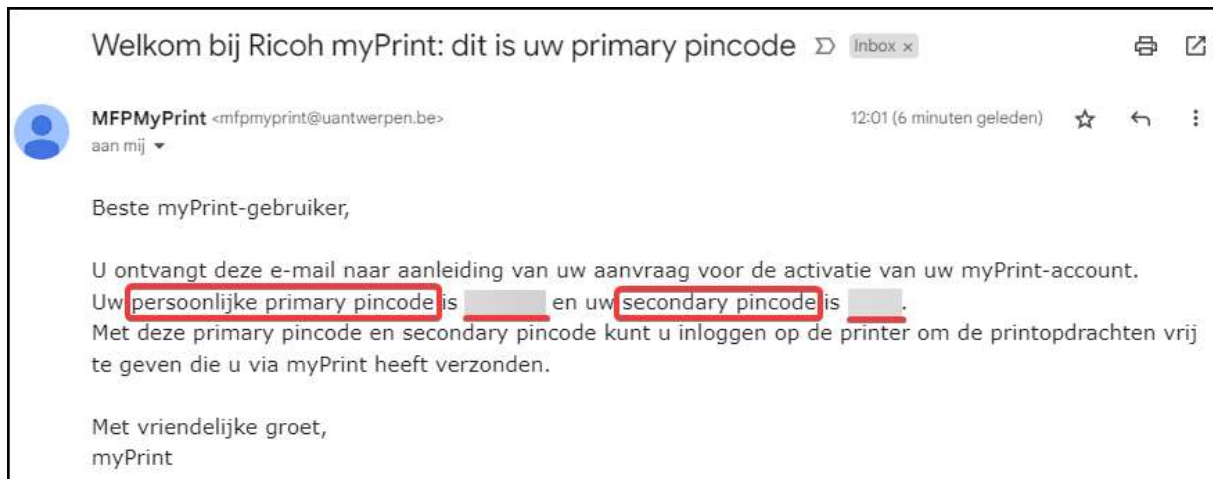 Welkom bij Ricoh myPrint: dit is uw primary pincode Inbox ×
MFPMyPrint <mfpmyprint@uantwerpen.be> 12:01 (6 minuten geleden)
aan mij
Beste myPrint-gebruiker,
U ontvangt deze e-mail naar aanleiding van uw aanvraag voor de activatie van uw myPrint-account.
Uw persoonlijke primary pincode is en uw secondary pincode is .
Met deze primary pincode en secondary pincode kunt u inloggen op de printer om de printopdrachten vrij
te geven die u via myPrint heeft verzonden.
Met vriendelijke groet,
myPrint